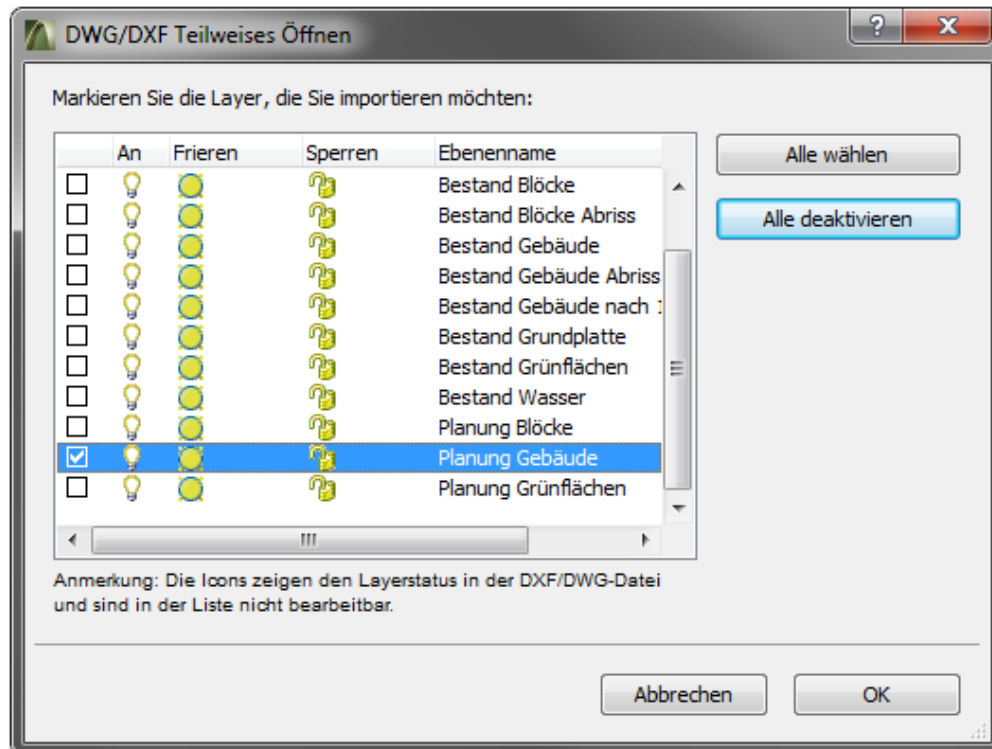 DWG/DXF Teilweises Öffnen
Markieren Sie die Layer, die Sie importieren möchten:
An Frieren Sperren Ebenenname
Bestand Blöcke
Bestand Blöcke Abriss
Bestand Gebäude
Bestand Gebäude Abriss
Bestand Gebäude nach 1
Bestand Grundplatte
Bestand Grünflächen
Bestand Wasser
Planung Blöcke
Planung Gebäude
Planung Grünflächen
Alle wählen
Alle deaktivieren
Anmerkung: Die Icons zeigen den Layerstatus in der DXF/DWG-Datei
und sind in der Liste nicht bearbeitbar.
Abbrechen OK